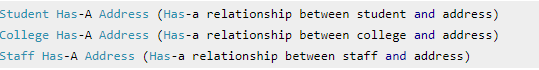 Student Has-A Address (Has-a relationship between student and address)
College Has-A Address (Has-a relationship between college and address)
Staff Has-A Address (Has-a relationship between staff and address)